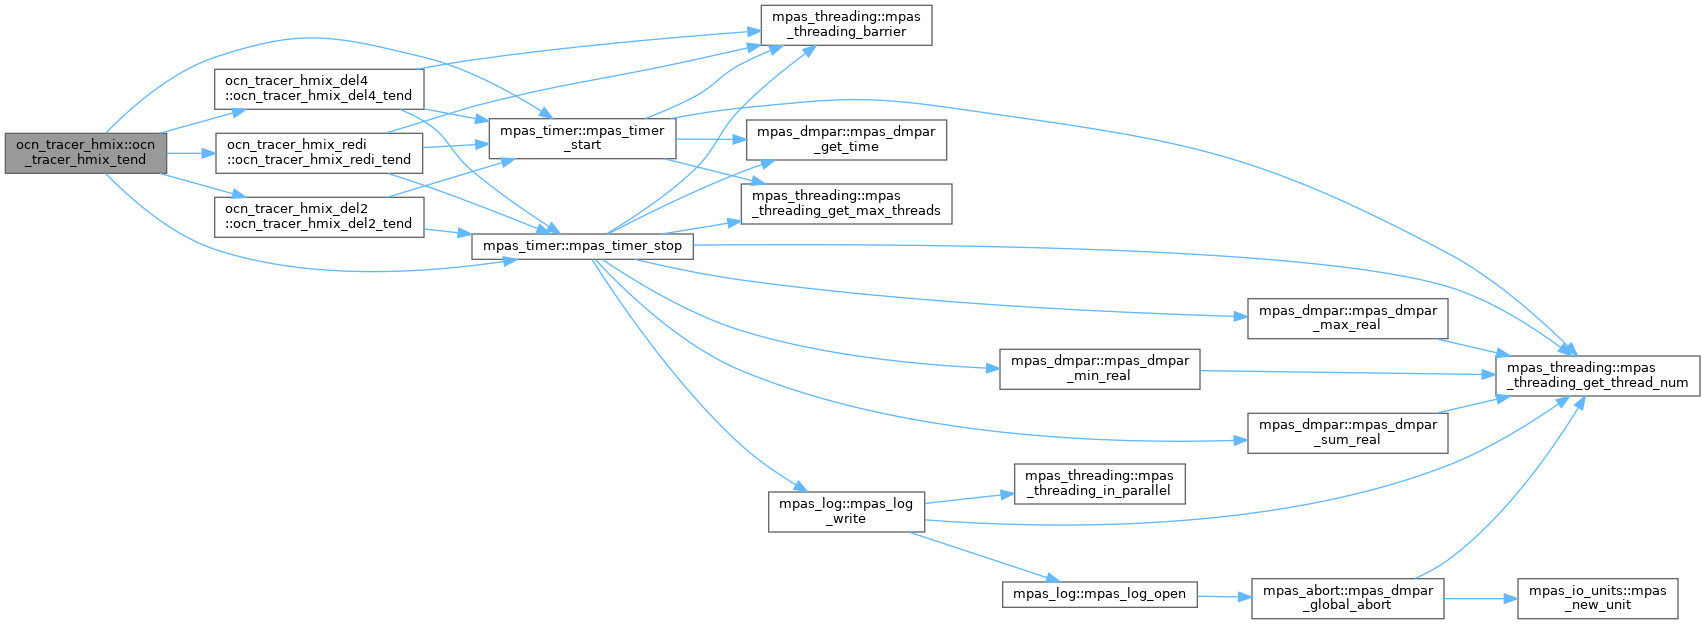 mpas_threading::mpas
_threading_barrier
ocn_tracer_hmix_del4
::ocn_tracer_hmix_del4_tend
ocn_tracer_hmix::ocn
_tracer_hmix_tend
ocn_tracer_hmix_redi
::ocn_tracer_hmix_redi_tend
ocn_tracer_hmix_del2
::ocn_tracer_hmix_del2_tend
mpas_timer::mpas_timer
_start
mpas_timer::mpas_timer_stop
mpas_dmpar::mpas_dmpar
_get_time
mpas_threading::mpas
_threading_get_max_threads
mpas_dmpar::mpas_dmpar
_max_real
mpas_dmpar::mpas_dmpar
_min_real
mpas_threading::mpas
_threading_get_thread_num
mpas_dmpar::mpas_dmpar
_sum_real
mpas_threading::mpas
_threading_in_parallel
mpas_log::mpas_log
_write
mpas_log::mpas_log_open
mpas_abort::mpas_dmpar
_global_abort
mpas_io_units::mpas
_new_unit